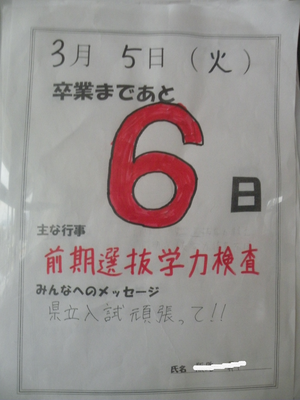 3月 5日（火）
卒業まであと
6
日
主な行事
前期選抜学力検査
みんなへのメッセージ
県立入試頑張って!!
氏名